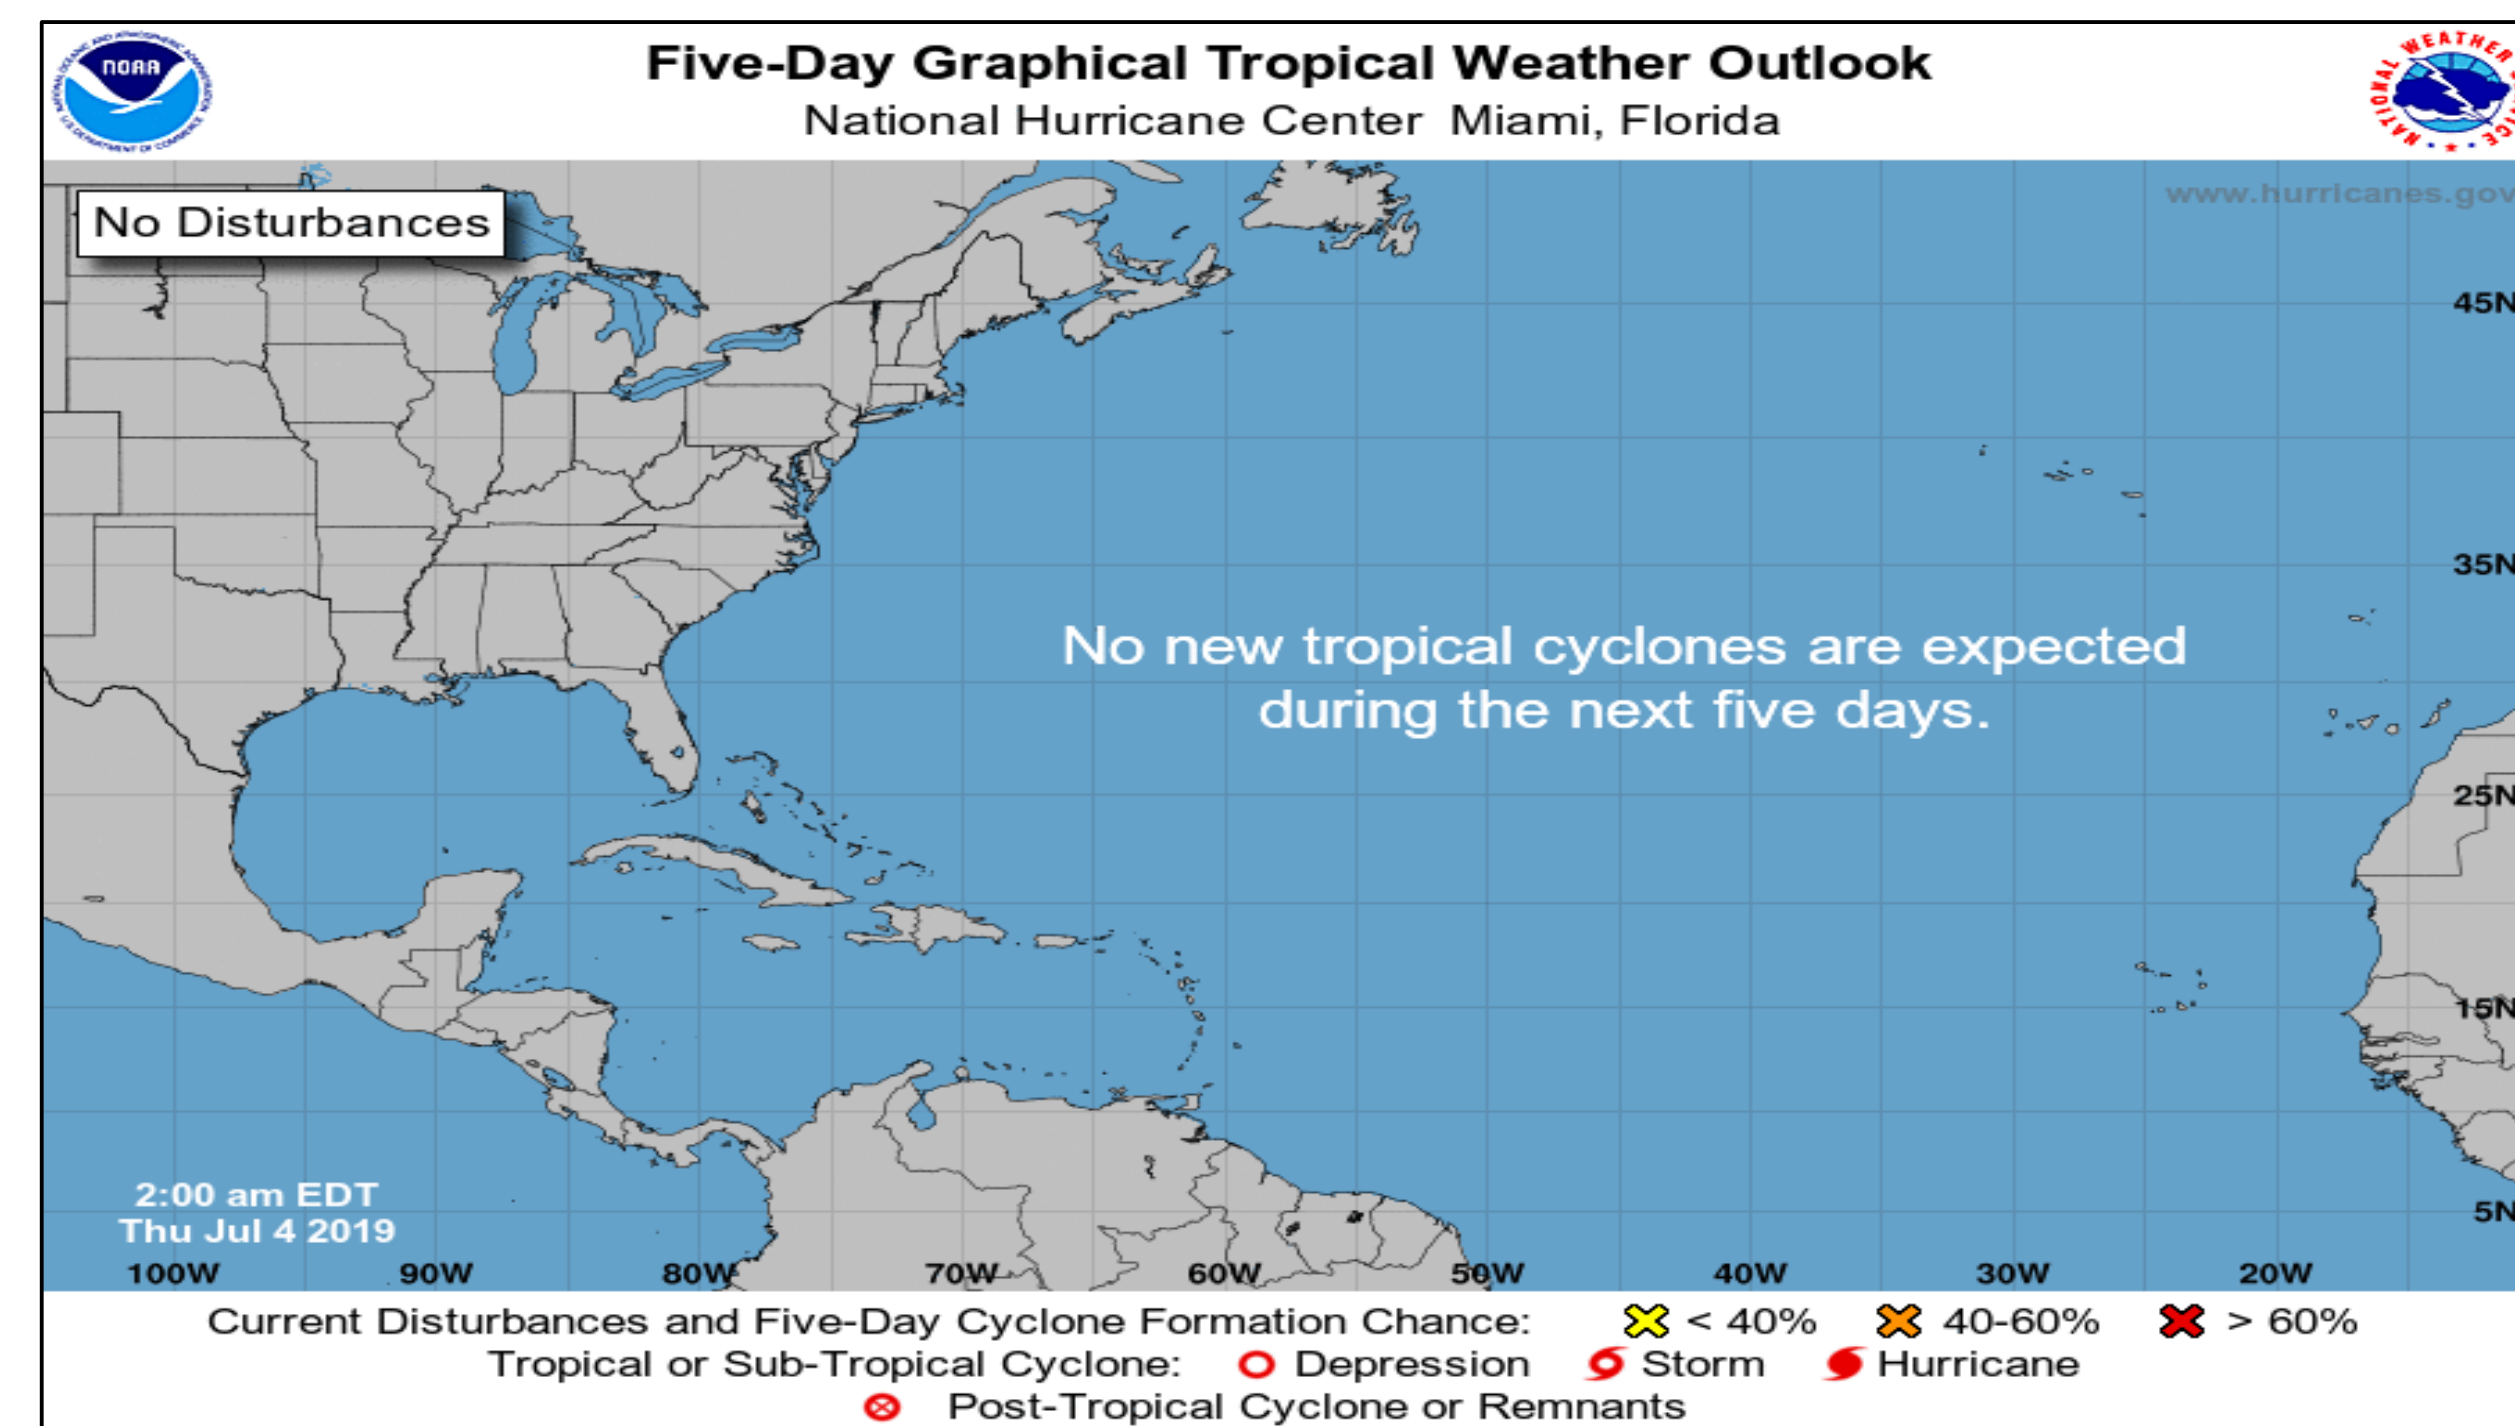 NOAA
Five-Day Graphical Tropical Weather Outlook
National Hurricane Center  Miami, Florida
No Disturbances
www.hurricanes.gov
45N
35N
No new tropical cyclones are expected
during the next five days.
25N
15N
2:00 am EDT
Thu Jul 4 2019
5N
100W 90W 80W 70W 60W 50W 40W 30W 20W
Current Disturbances and Five-Day Cyclone Formation Chance: < 40% 40-60% > 60%
Tropical or Sub-Tropical Cyclone: Depression Storm Hurricane
Post-Tropical Cyclone or Remnants